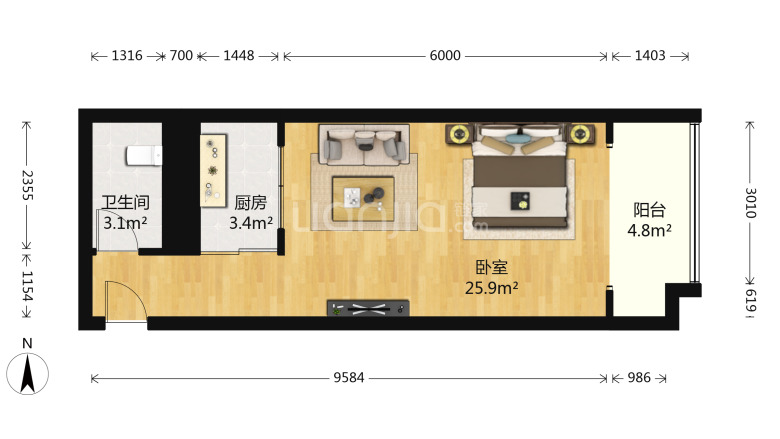 1316
700
1448
6000
1403
2355
1154
3010
619
卫生间
3.1m²
厨房
3.4m²
卧室
25.9m²
阳台
4.8m²
N
9584
986